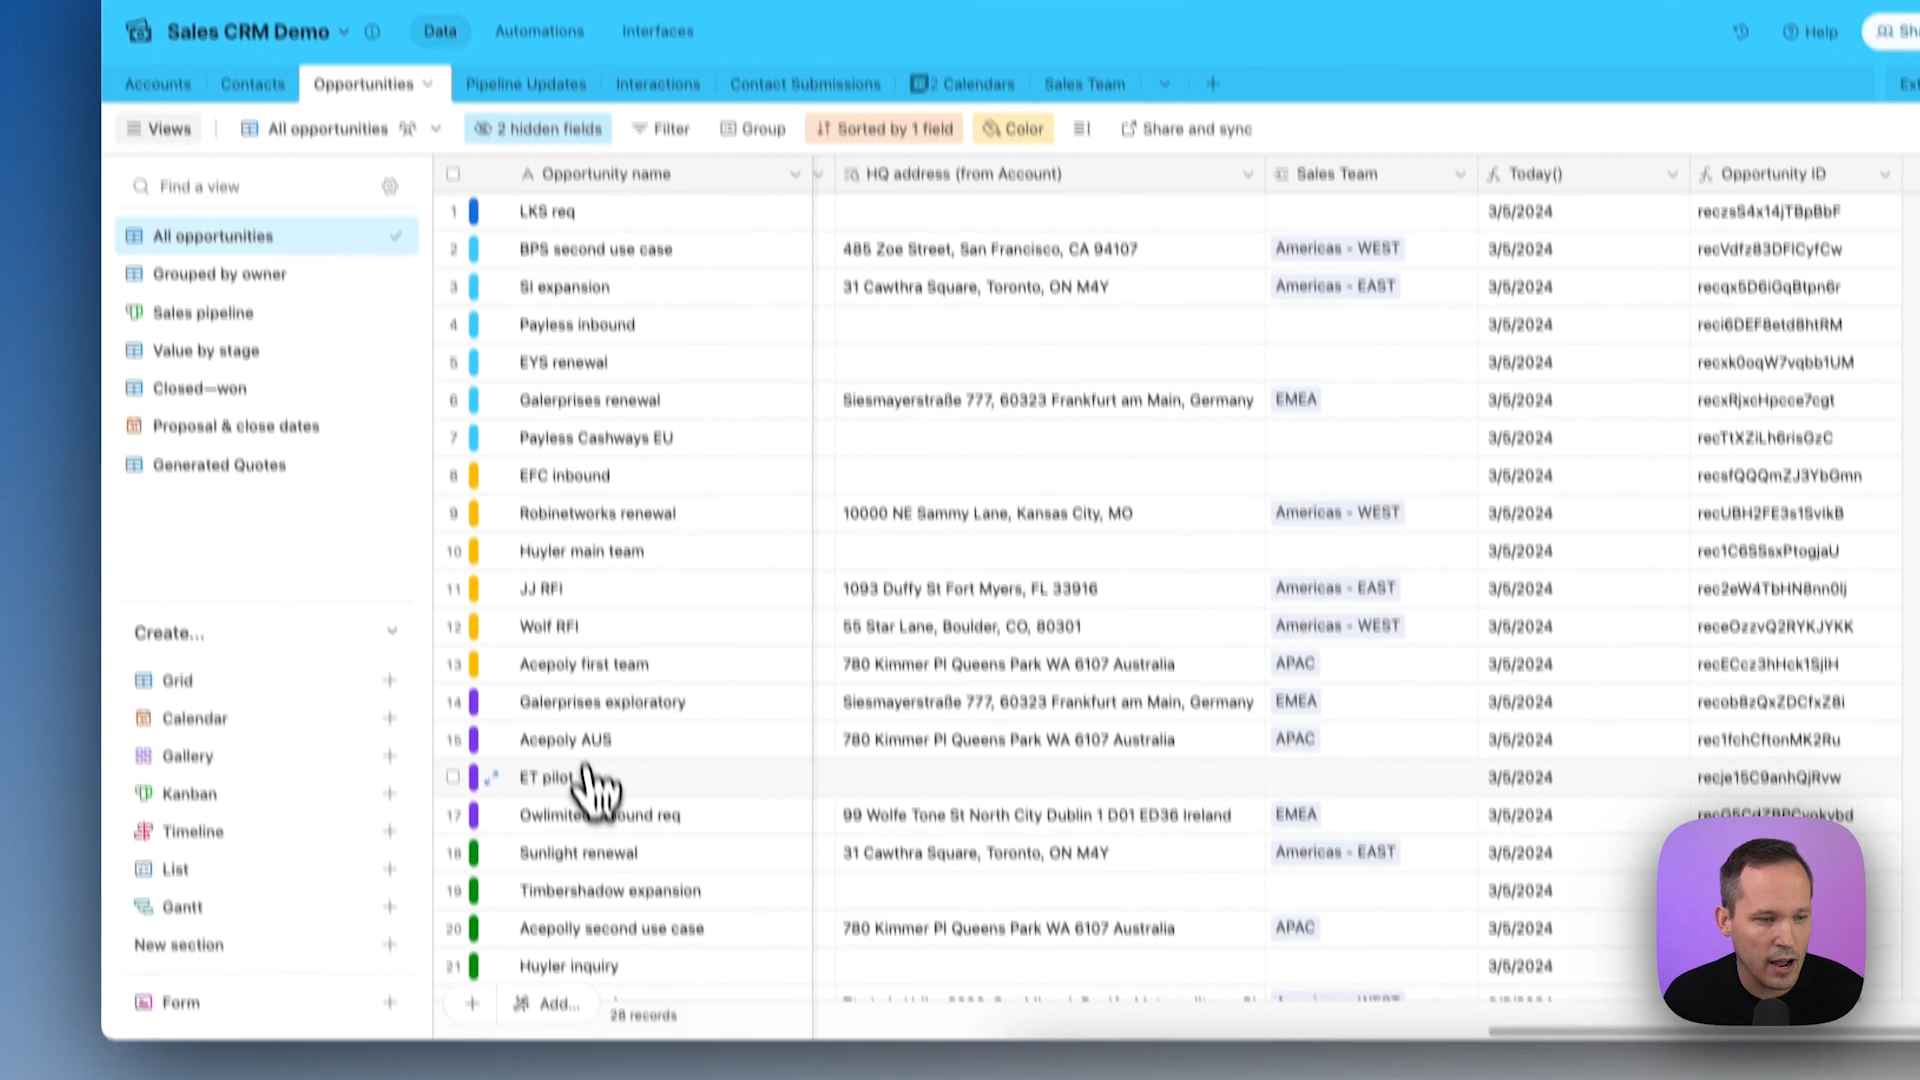 Sales CRM Demo
Data
Automations
Interfaces
Help
Accounts
Contacts
Opportunities
Pipeline Updates
Interactions
Contact Submissions
2 Calendars
Sales Team
Views
All opportunities
2 hidden fields
Filter
Group
Sorted by 1 field
Color
Share and sync
Find a view
All opportunities
Grouped by owner
Sales pipeline
Value by stage
Closed—won
Proposal & close dates
Generated Quotes
Create...
Grid
Calendar
Gallery
Kanban
Timeline
List
Gantt
New section
Form
Opportunity name HQ address (from Account) Sales Team Today() Opportunity ID
1 LKS req 3/5/2024
2 BPS second use case 485 Zoe Street, San Francisco, CA 94107 Americas - WEST 3/5/2024
3 SI expansion 31 Cawthra Square, Toronto, ON M4Y Americas - EAST 3/5/2024
4 Payless inbound 3/5/2024
5 EYS renewal 3/5/2024
6 Galerprises renewal Siesmayerstraße 777, 60323 Frankfurt am Main, Germany EMEA 3/5/2024
7 Payless Cashways EU 3/5/2024
8 EFC inbound 3/5/2024
9 Robinetworks renewal 10000 NE Sammy Lane, Kansas City, MO Americas - WEST 3/5/2024
10 Huyler main team 3/5/2024
11 JJ RFI 1093 Duffy St Fort Myers, FL 33916 Americas - EAST 3/5/2024
12 Wolf RFI 55 Star Lane, Boulder, CO, 80301 Americas - WEST 3/5/2024
13 Acepoly first team 780 Kimmer Pl Queens Park WA 6107 Australia APAC 3/5/2024
14 Galerprises exploratory Siesmayerstraße 777, 60323 Frankfurt am Main, Germany EMEA 3/5/2024
15 Acepoly AUS 780 Kimmer Pl Queens Park WA 6107 Australia APAC 3/5/2024
ET pilot 3/5/2024
17 req 99 Wolfe Tone St North City Dublin 1 D01 ED36 Ireland EMEA 3/5/2024
18 Sunlight renewal 31 Cawthra Square, Toronto, ON M4Y Americas - EAST 3/5/2024
19 Timbershadow expansion 3/5/2024
20 Acepolly second use case 780 Kimmer Pl Queens Park WA 6107 Australia APAC 3/5/2024
21 Huyler inquiry 3/5/2024
Add...
28 records